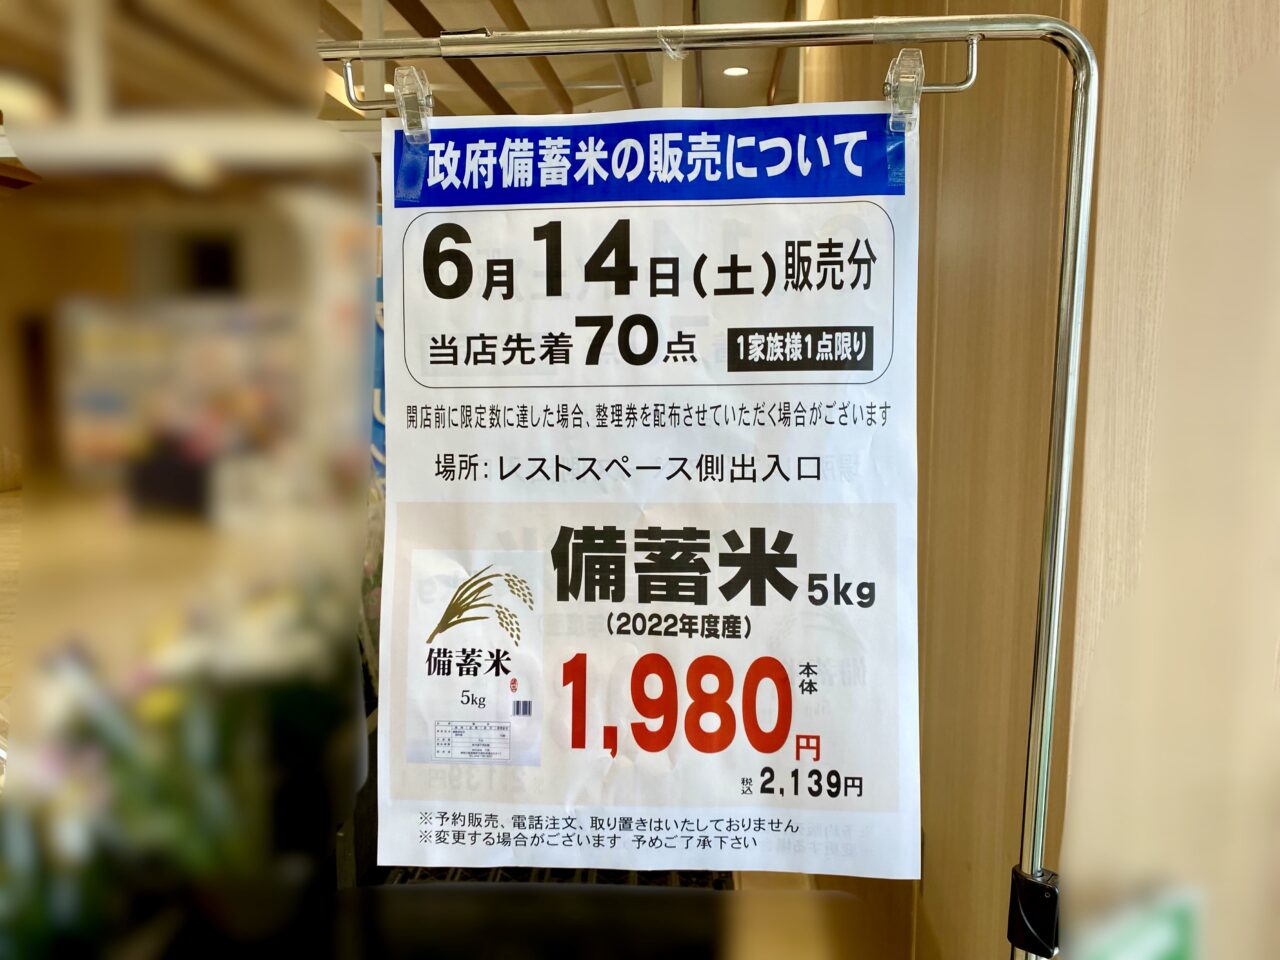 政府備蓄米の販売について
6月14日(土)販売分
当店先着70点 1家族様1点限り
開店前に限定数に達した場合、整理券を配布させていただく場合がございます
場所:レストスペース側出入口
備蓄米5kg
(2022年度産)
1,980円 本体
税込2,139円
備蓄米
5kg
※予約販売、電話注文、取り置きはいたしておりません
※変更する場合がございます 予めご了承下さい